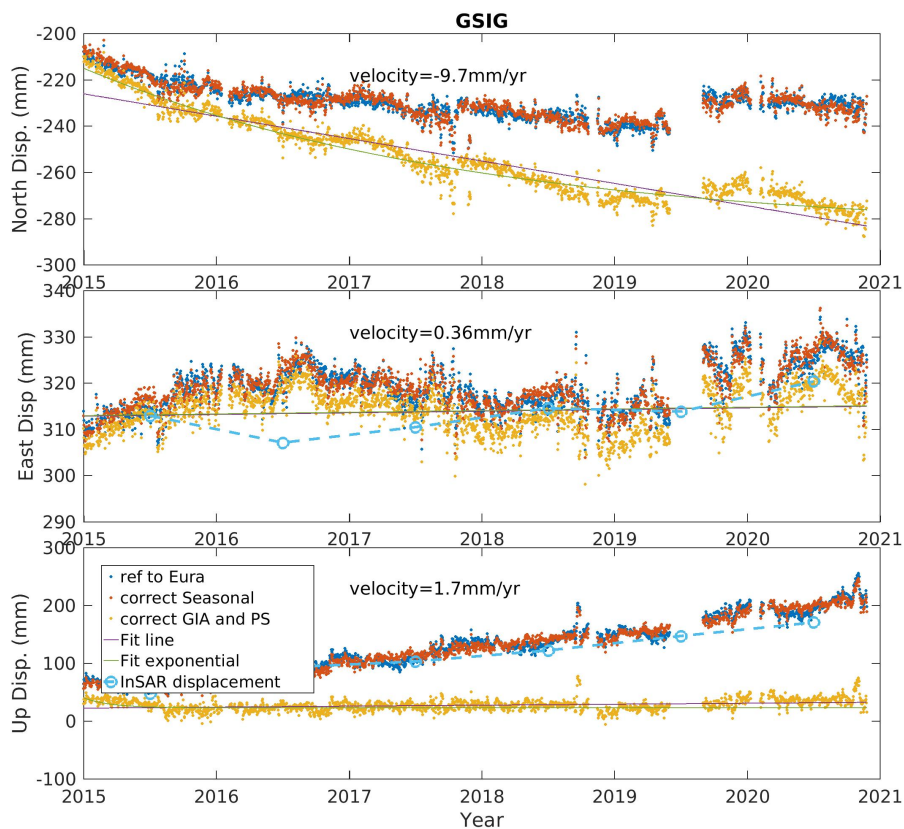 GSIG
North Disp. (mm)
-200
-220
-240
-260
-280
-300
velocity=-9.7mm/yr
2015 2016 2017 2018 2019 2020 2021
East Disp (mm)
340
330
320
310
300
290
velocity=0.36mm/yr
2015 2016 2017 2018 2019 2020 2021
Up Disp. (mm)
300
200
100
0
-100
velocity=1.7mm/yr
ref to Eura
correct Seasonal
correct GIA and PS
Fit line
Fit exponential
InSAR displacement
2015 2016 2017 2018 2019 2020 2021
Year